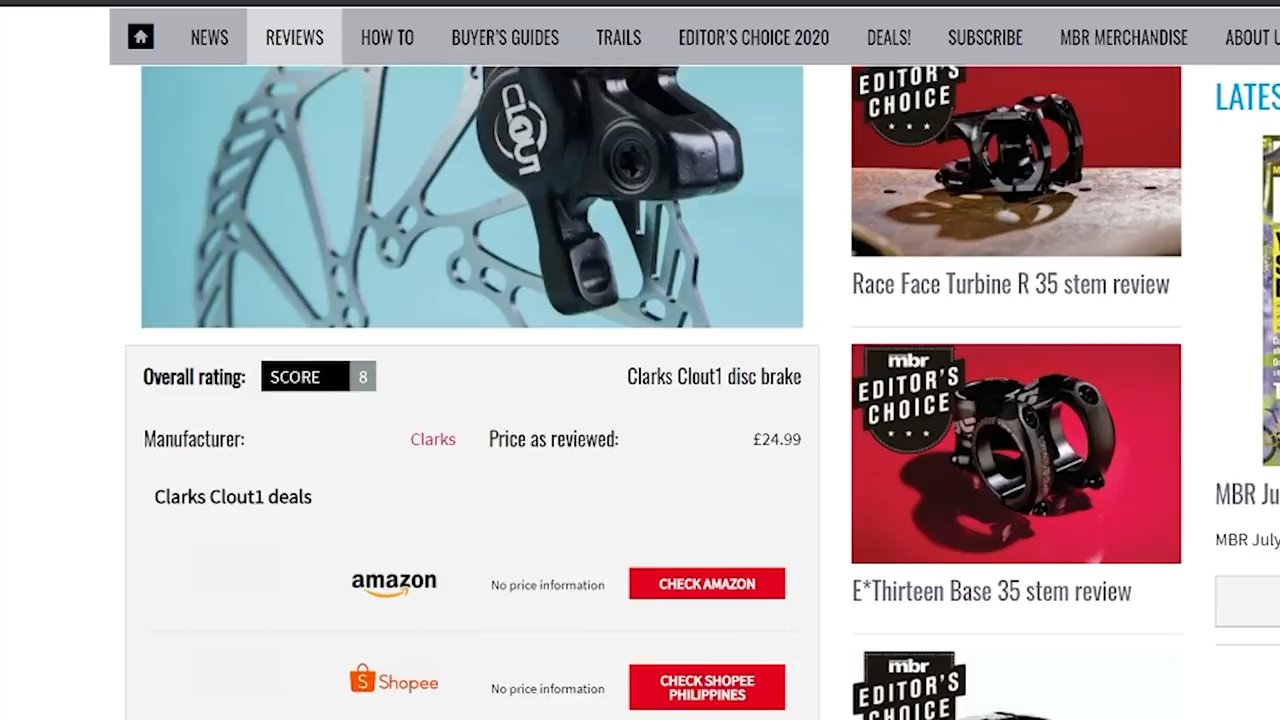 NEWS REVIEWS HOW TO BUYER'S GUIDES TRAILS EDITOR'S CHOICE 2020 DEALS! SUBSCRIBE MBR MERCHANDISE ABOUT U
CLOUT
Overall rating: SCORE 8 Clarks Clout1 disc brake
Manufacturer: Clarks Price as reviewed: £24.99
Clarks Clout1 deals
amazon No price information CHECK AMAZON
Shopee No price information CHECK SHOPEE
PHILIPPINES
EDITOR'S
CHOICE
Race Face Turbine R 35 stem review
mbr
EDITOR'S
CHOICE
E*Thirteen Base 35 stem review
mbr
EDITOR'S
CHOICE
LATES
MBR Ju
MBR July